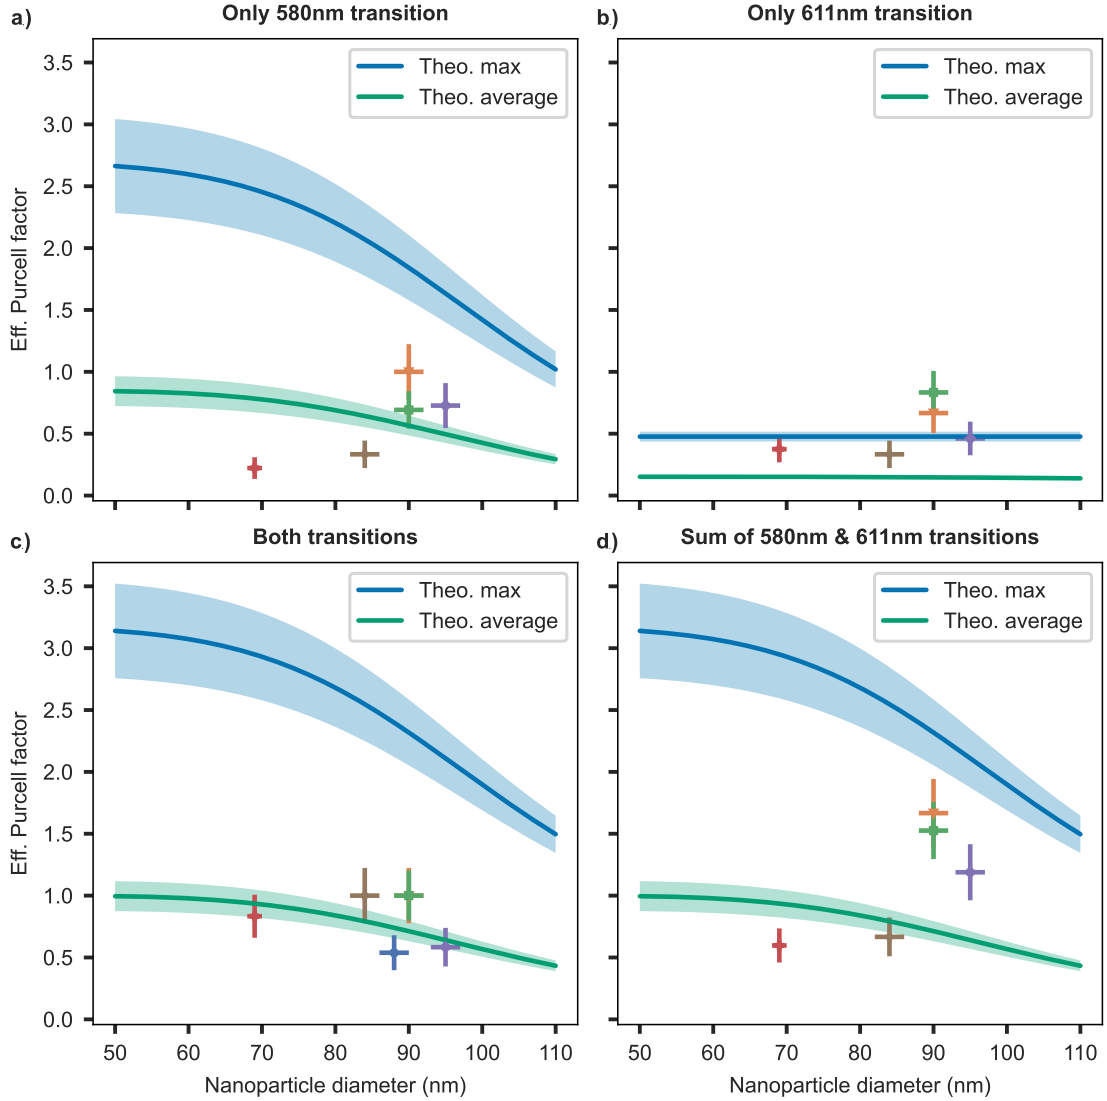 a) Only 580nm transition
b) Only 611nm transition
Theo. max
Theo. average
Theo. max
Theo. average
3.5
3.0
2.5
2.0
1.5
1.0
0.5
0.0
Eff. Purcell factor
c) Both transitions
d) Sum of 580nm & 611nm transitions
Theo. max
Theo. average
Theo. max
Theo. average
3.5
3.0
2.5
2.0
1.5
1.0
0.5
0.0
Eff. Purcell factor
50 60 70 80 90 100 110
50 60 70 80 90 100 110
Nanoparticle diameter (nm)
Nanoparticle diameter (nm)